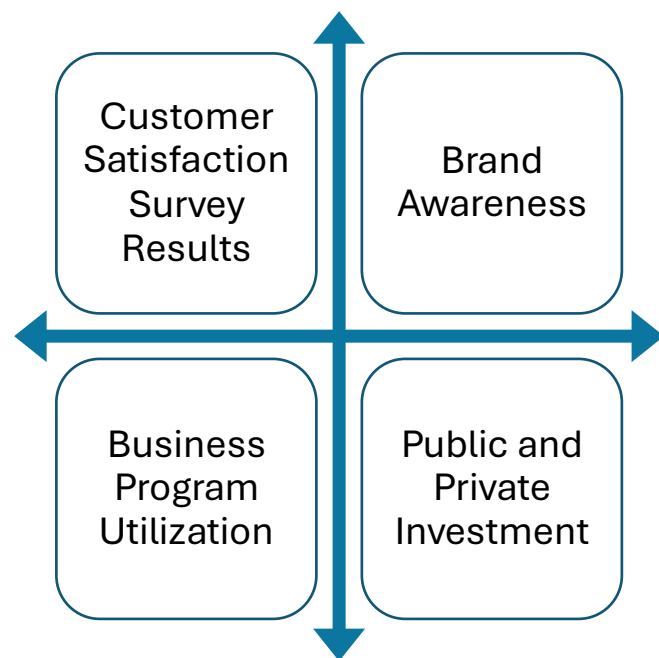 Customer
Satisfaction
Survey
Results
Brand
Awareness
Business
Program
Utilization
Public and
Private
Investment